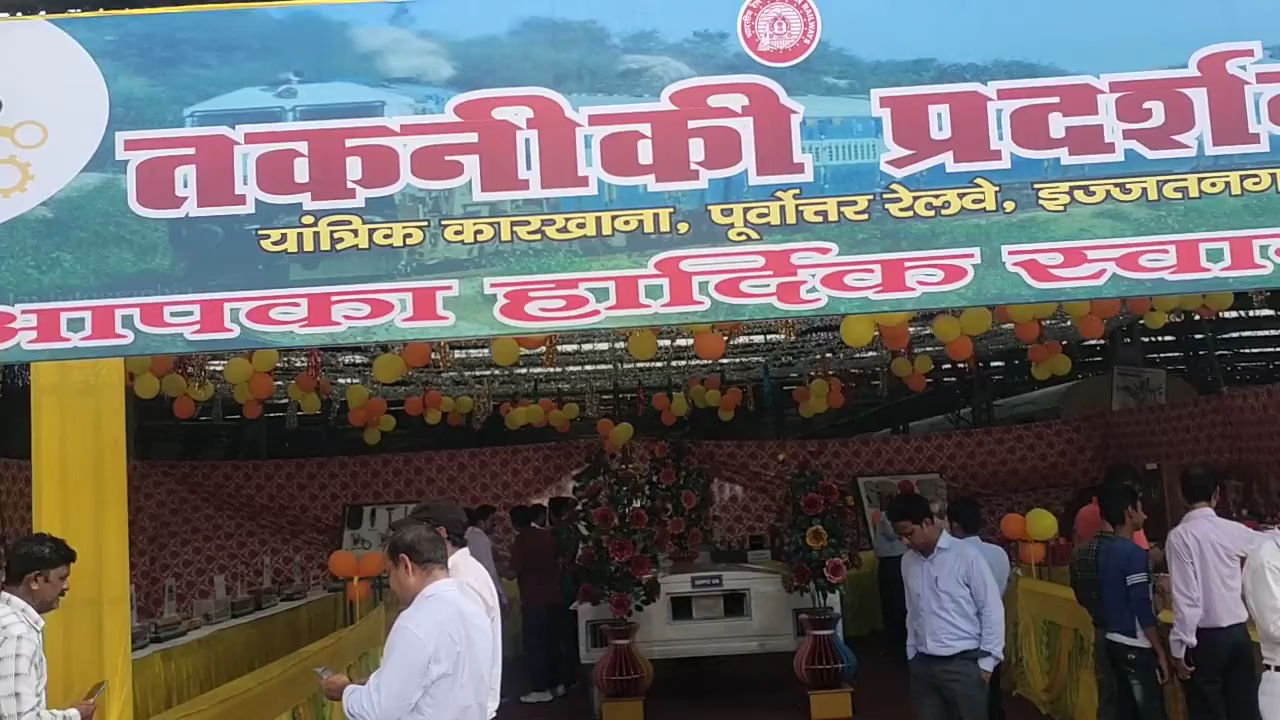 तकनीकी प्रदर्श
यांत्रिक कारखाना, पूर्वोत्तर रेलवे, इज्जतनग
आपका हार्दिक स्वा